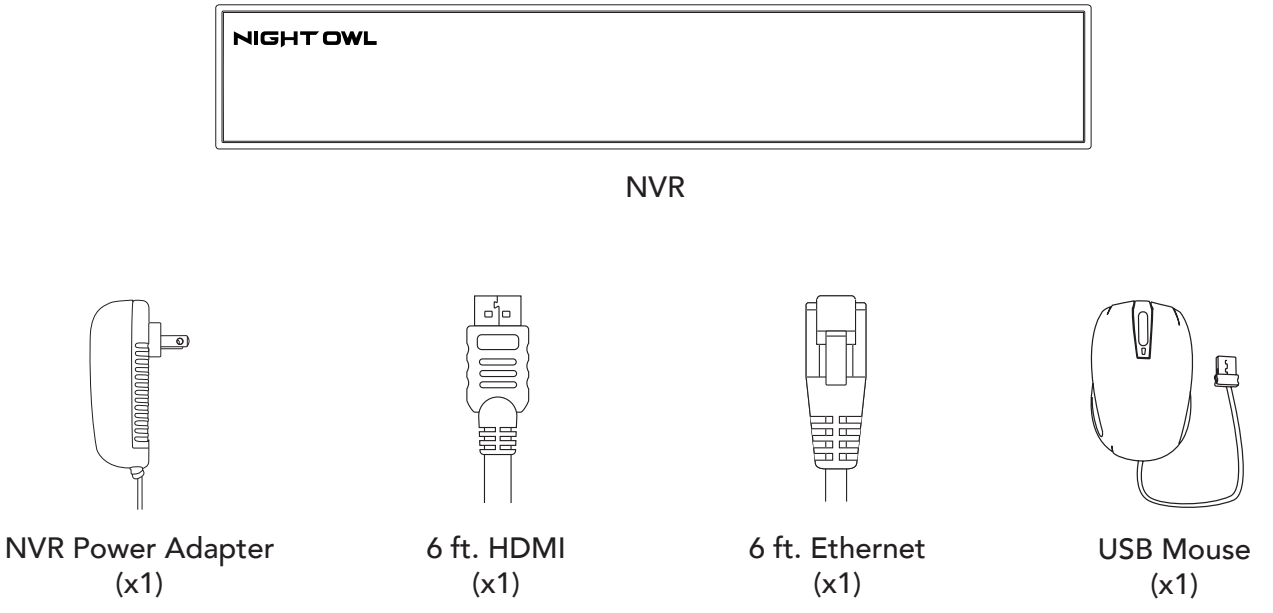 NIGHT OWL
NVR
NVR Power Adapter
(x1)
6 ft. HDMI
(x1)
6 ft. Ethernet
(x1)
USB Mouse
(x1)